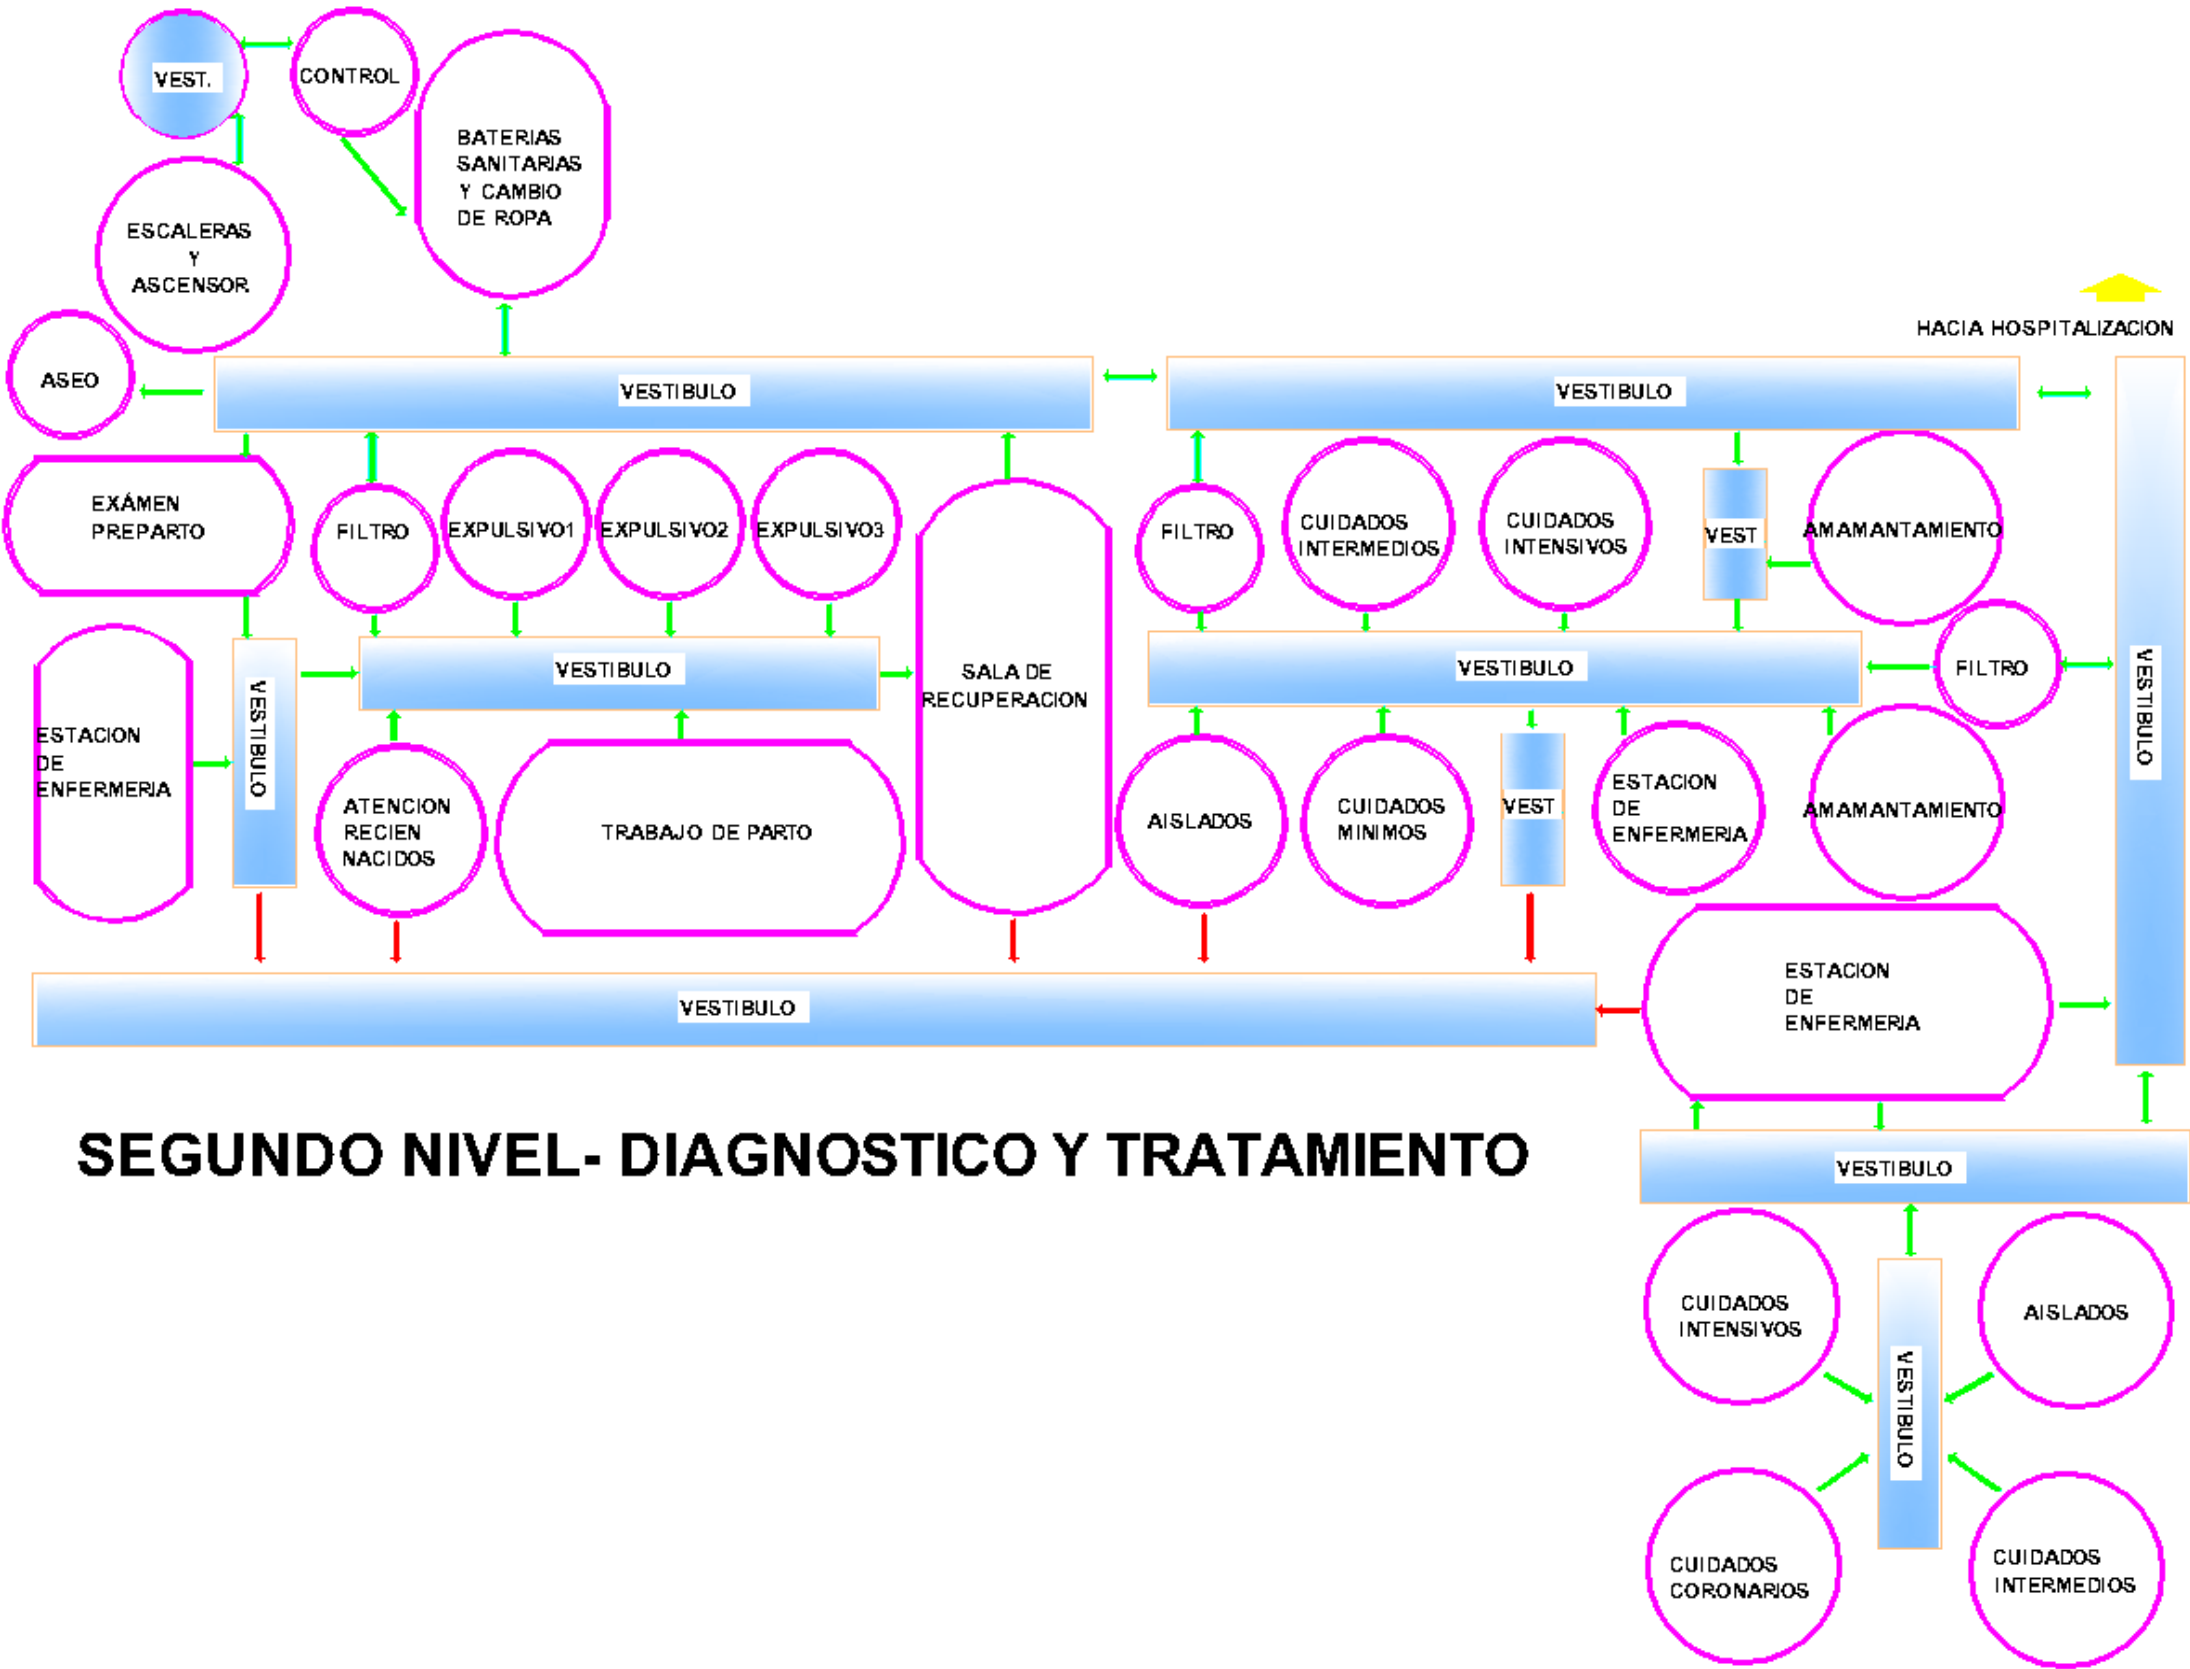 VEST.
CONTROL
BATERIAS
SANITARIAS
Y CAMBIO
DE ROPA
ESCALERAS
Y
ASCENSOR
HACIA HOSPITALIZACION
ASEO
VESTIBULO
VESTIBULO
EXÁMEN
PREPARTO
FILTRO
EXPULSIVO1
EXPULSIVO2
EXPULSIVO3
FILTRO
CUIDADOS
INTERMEDIOS
CUIDADOS
INTENSIVOS
VEST
AMAMANTAMIENTO
VESTIBULO
SALA DE
RECUPERACION
VESTIBULO
FILTRO
VESTIBULO
ESTACION
DE
ENFERMERIA
VESTIBULO
ATENCION
RECIEN
NACIDOS
TRABAJO DE PARTO
AISLADOS
CUIDADOS
MINIMOS
VEST
ESTACION
DE
ENFERMERIA
AMAMANTAMIENTO
VESTIBULO
ESTACION
DE
ENFERMERIA
SEGUNDO NIVEL- DIAGNOSTICO Y TRATAMIENTO
VESTIBULO
CUIDADOS
INTENSIVOS
AISLADOS
VESTIBULO
CUIDADOS
CORONARIOS
CUIDADOS
INTERMEDIOS